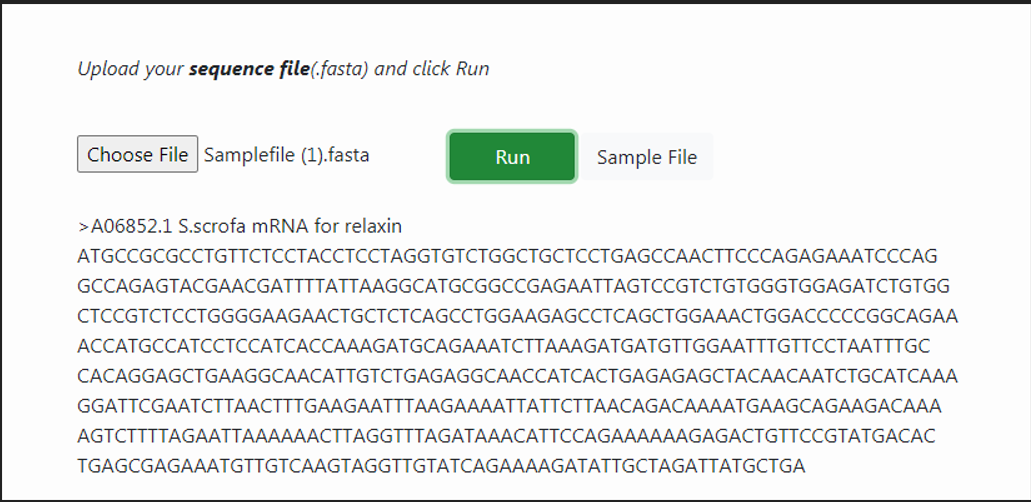 Upload your sequence file(.fasta) and click Run
Choose File Samplefile (1).fasta Run Sample File
>A06852.1 S.scrofa mRNA for relaxin
ATGCCGCGCCTGTTCTCCTACCTCCTAGGTGTCTGGCTGCTCCTGAGCCAACTTCCCAGAGAAATCCCAG
GCCAGAGTACGAACGATTTTATTAAGGCATGCGGCCGAGAATTAGTCCGTCTGTGGGTGGAGATCTGTGG
CTCCGTCTCCTGGGGAAGAACTGCTCTCAGCCTGGAAGAGCCTCAGCTGGAAACTGGACCCCCGGCAGAA
ACCATGCCATCCTCCATCACCAAAGATGCAGAAATCTTAAAGATGATGTTGGAATTTGTTCCTAATTTGC
CACAGGAGCTGAAGGCAACATTGTCTGAGAGGCAACCATCACTGAGAGAGCTACAACAATCTGCATCAAA
GGATTCGAATCTTAACTTTGAAGAATTTAAGAAAATTATTCTTAACAGACAAAATGAAGCAGAAGACAAA
AGTCTTTTAGAATTAAAAAACTTAGGTTTAGATAAACATTCCAGAAAAAAGAGACTGTTCCGTATGACAC
TGAGCGAGAAATGTTGTCAAGTAGGTTGTATCAGAAAAGATATTGCTAGATTATGCTGA